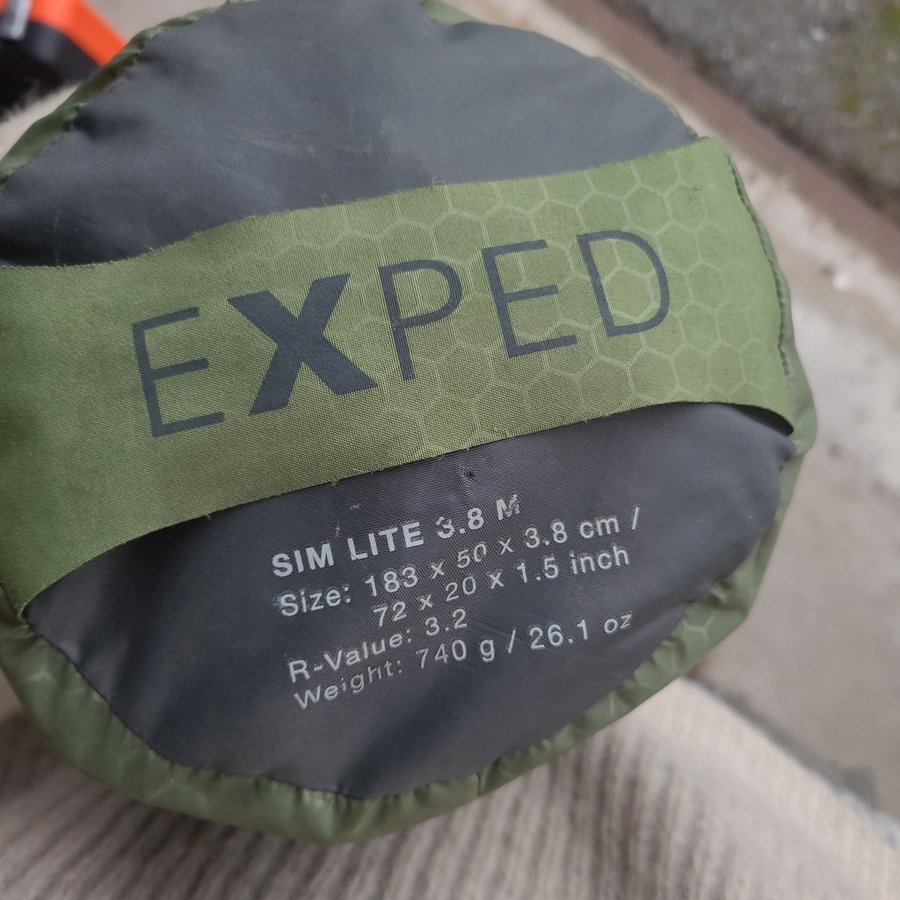 EXPED
SIM LITE 3.8 M
Size: 183 x 50 x 3.8 cm /
72 x 20 x 1.5 inch
R-Value: 3.2
Weight: 740 g / 26.1 oz